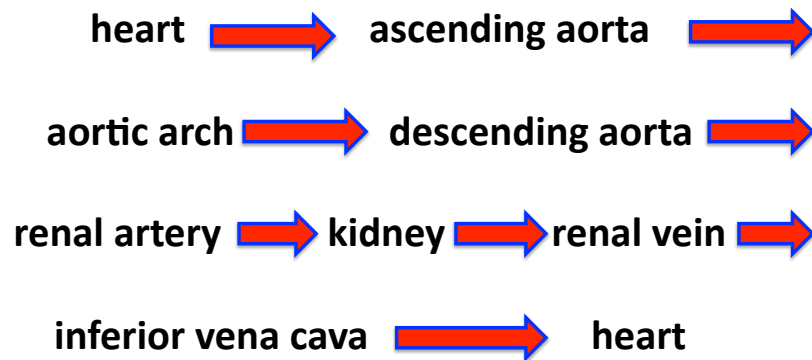 heart ascending aorta
aortic arch descending aorta
renal artery kidney renal vein
inferior vena cava heart